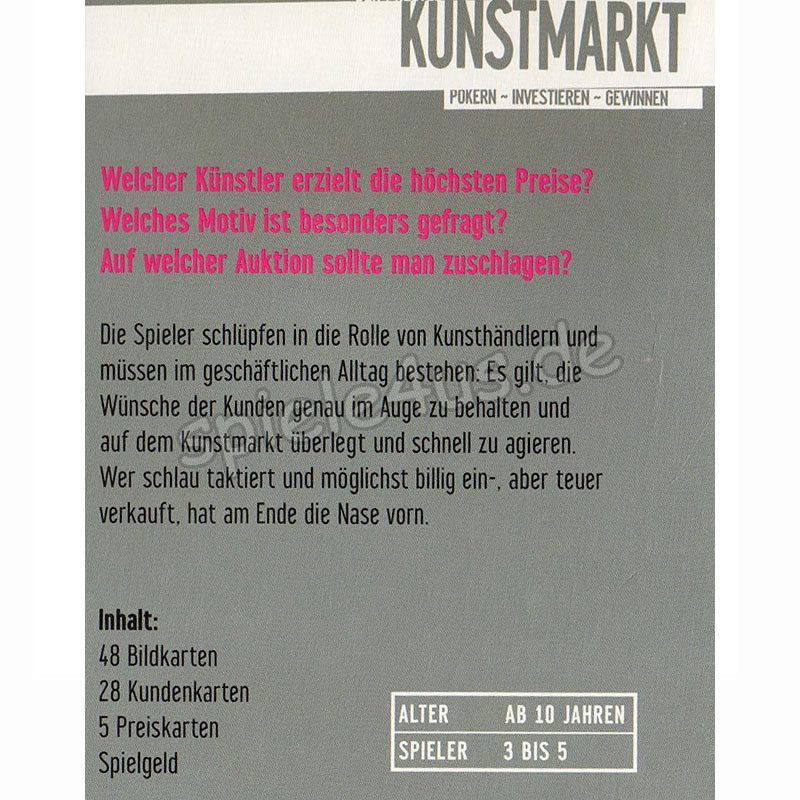 KUNSTMARKT
POKERN ~ INVESTIEREN ~ GEWINNEN
Welcher Künstler erzielt die höchsten Preise?
Welches Motiv ist besonders gefragt?
Auf welcher Auktion sollte man zuschlagen?
Die Spieler schlüpfen in die Rolle von Kunsthändlern und
müssen im geschäftlichen Alltag bestehen: Es gilt, die
Wünsche der Kunden genau im Auge zu behalten und
auf dem Kunstmarkt überlegt und schnell zu agieren.
Wer schlau taktiert und möglichst billig ein-, aber teuer
verkauft, hat am Ende die Nase vorn.
spiele4us.de
Inhalt:
48 Bildkarten
28 Kundenkarten
5 Preiskarten
Spielgeld
ALTER AB 10 JAHREN
SPIELER 3 BIS 5